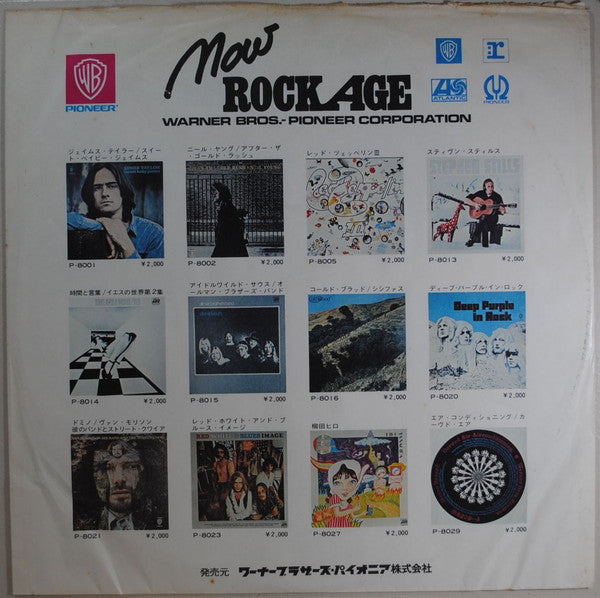 Now
ROCK AGE
WARNER BROS.-PIONEER CORPORATION
WB
PIONEER
WB
r
ATLANTIC
PIONEER
ジェイムス・テイラー/スイー
ト・ベイビー・ジェイムス
P-8001 ¥2,000
ニール・ヤング/アフター・ザ
・ゴールド・ラッシュ
P-8002 ¥2,000
レッド・ツェッペリンⅢ
P-8005 ¥2,000
スティヴン・スティルス
STEPHEN STILLS
P-8013 ¥2,000
時間と言葉/イエスの世界第2集
P-8014 ¥2,000
アイドルワイルド・サウス/オ
ールマン・ブラザーズ・バンド
P-8015 ¥2,000
コールド・ブラッド/シシファス
P-8016 ¥2,000
ディープ・パープル・イン・ロック
Deep Purple
in Rock
P-8020 ¥2,000
ドミノ/ヴァン・モリソン
彼のバンドとストリート・クワイア
P-8021 ¥2,000
レッド・ホワイト・アンド・ブ
ルース・イメージ
RED WHITE & BLUES IMAGE
P-8023 ¥2,000
柳田ヒロ
P-8027 ¥2,000
エア・コンディショニング/カ
ーヴド・エア
P-8029 ¥2,000
発売元 ワーナーブラザース・パイオニア株式会社